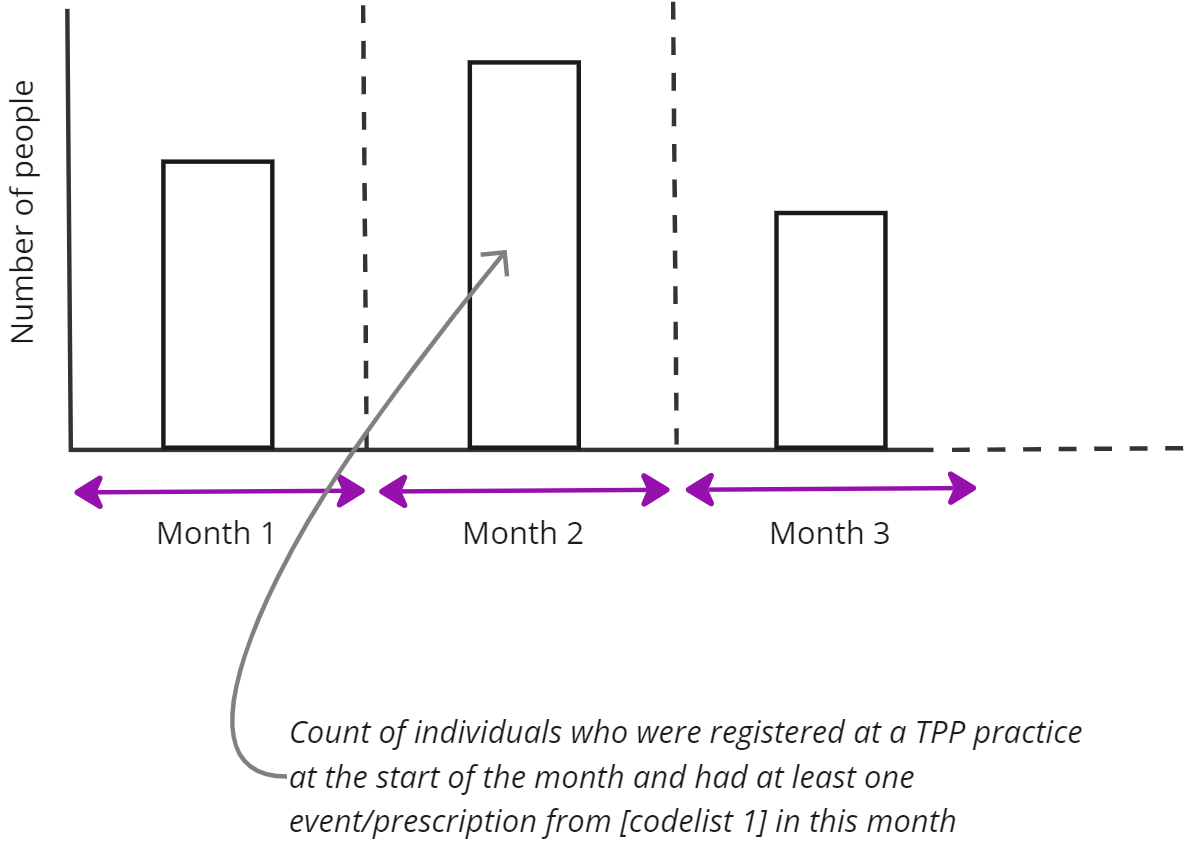 Number of people
Month 1
Month 2
Month 3
Count of individuals who were registered at a TPP practice
at the start of the month and had at least one
event/prescription from [codelist 1] in this month